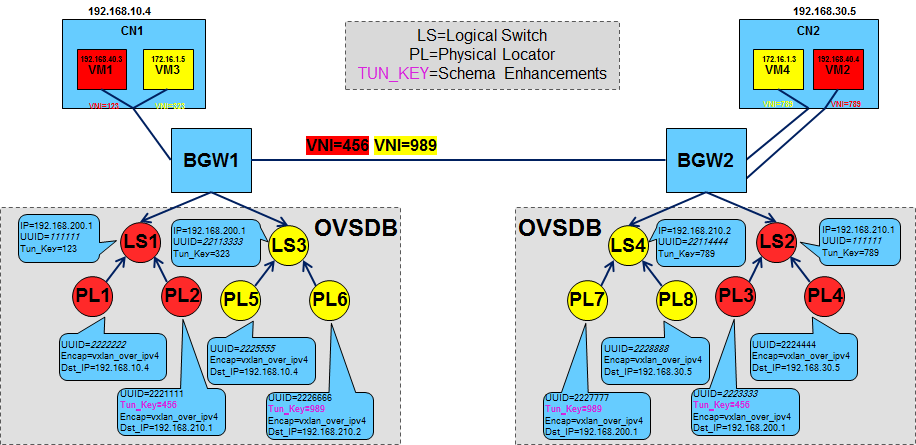 192.168.10.4
CN1
192.168.40.3
VM1
172.16.1.5
VM3
VNI=123
VNI=323
LS=Logical Switch
PL=Physical Locator
TUN_KEY=Schema Enhancements
192.168.30.5
CN2
172.16.1.3
VM4
192.168.40.4
VM2
VNI=789
VNI=789
BGW1
VNI=456 VNI=989
BGW2
OVSDB
IP=192.168.200.1
UUID=111111
Tun_Key=123
LS1
IP=192.168.200.1
UUID=22113333
Tun_Key=323
LS3
PL1
PL2
PL5
PL6
UUID=2222222
Encap=vxlan_over_ipv4
Dst_IP=192.168.10.4
UUID=2225555
Encap=vxlan_over_ipv4
Dst_IP=192.168.10.4
UUID=2221111
Tun_Key=456
Encap=vxlan_over_ipv4
Dst_IP=192.168.210.1
UUID=2226666
Tun_Key=989
Encap=vxlan_over_ipv4
Dst_IP=192.168.210.2
OVSDB
LS4
IP=192.168.210.2
UUID=22114444
Tun_Key=789
LS2
IP=192.168.210.1
UUID=111111
Tun_Key=789
PL7
PL8
PL3
PL4
UUID=2228888
Encap=vxlan_over_ipv4
Dst_IP=192.168.30.5
UUID=2224444
Encap=vxlan_over_ipv4
Dst_IP=192.168.30.5
UUID=2227777
Tun_Key=989
Encap=vxlan_over_ipv4
Dst_IP=192.168.200.1
UUID=2223333
Tun_Key=456
Encap=vxlan_over_ipv4
Dst_IP=192.168.200.1